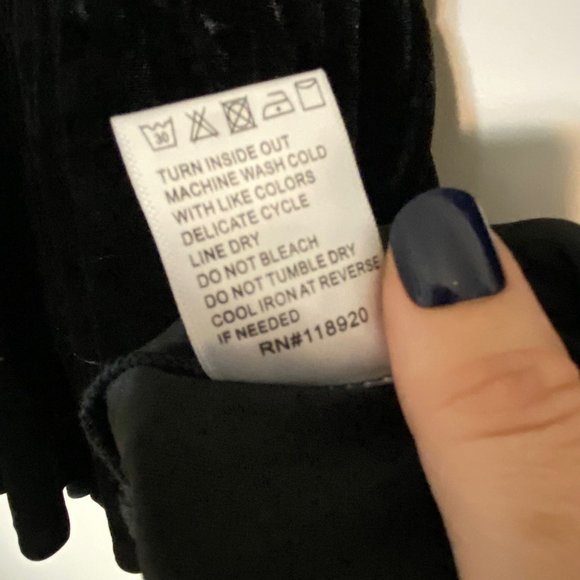 30
TURN INSIDE OUT
MACHINE WASH COLD
WITH LIKE COLORS
DELICATE CYCLE
LINE DRY
DO NOT BLEACH
DO NOT TUMBLE DRY
COOL IRON AT REVERSE
IF NEEDED
RN#118920